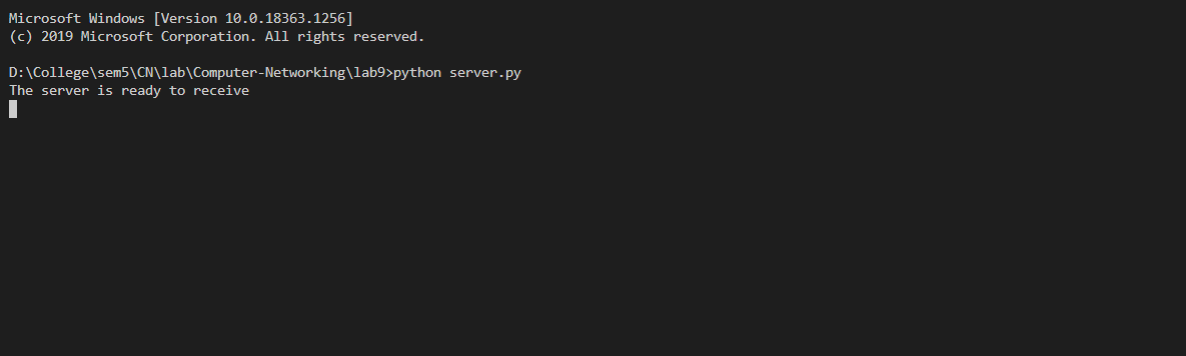 Microsoft Windows [Version 10.0.18363.1256]
(c) 2019 Microsoft Corporation. All rights reserved.
D:\College\sem5\CN\lab\Computer-Networking\lab9>python server.py
The server is ready to receive